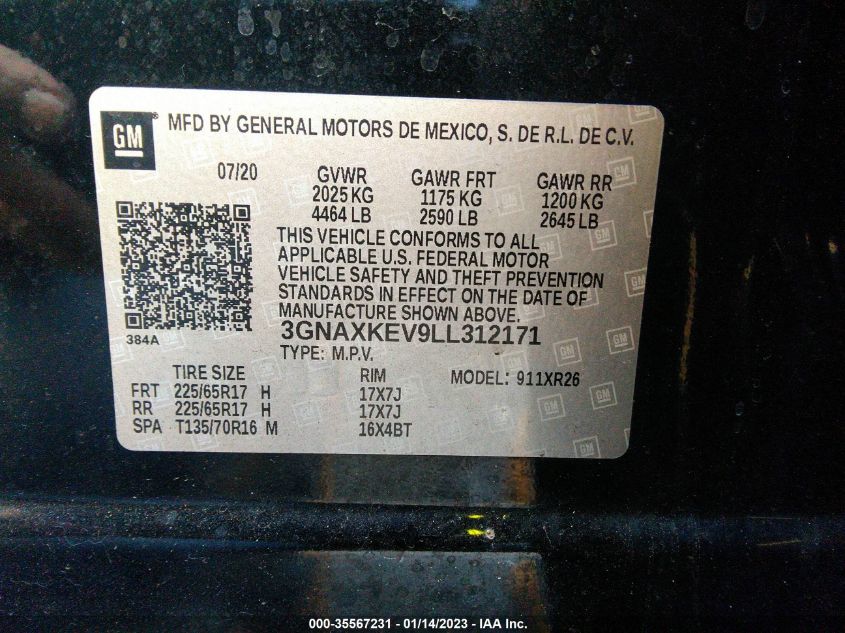 GM
MFD BY GENERAL MOTORS DE MEXICO, S. DE R.L. DE C.V.
07/20 GVWR GAWR FRT GAWR RR
2025 KG 1175 KG 1200 KG
4464 LB 2590 LB 2645 LB
THIS VEHICLE CONFORMS TO ALL
APPLICABLE U.S. FEDERAL MOTOR
VEHICLE SAFETY AND THEFT PREVENTION
STANDARDS IN EFFECT ON THE DATE OF
MANUFACTURE SHOWN ABOVE.
384A
3GNAXKEV9LL312171
TYPE: M.P.V.
TIRE SIZE RIM MODEL: 911XR26
FRT 225/65R17 H 17X7J
RR 225/65R17 H 17X7J
SPA T135/70R16 M 16X4BT
000-35567231 - 01/14/2023 - IAA Inc.